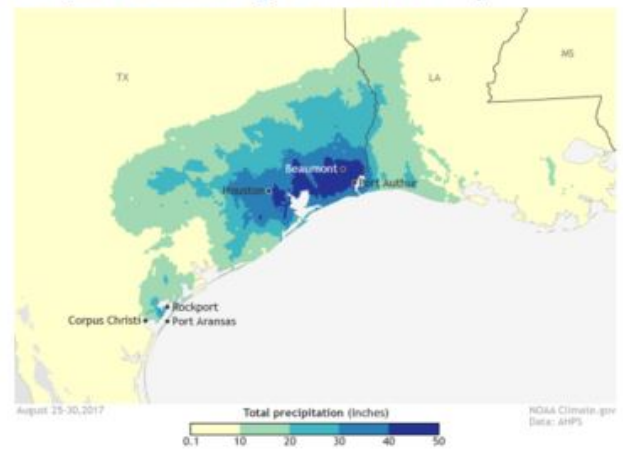 TX
LA
MS
Beaumont
Houston
Port Author
Rockport
Corpus Christi
Port Aransas
August 25-30, 2017
Total precipitation (inches)
NOAA Climate.gov
Data: AHPS
0.1 10 20 30 40 50